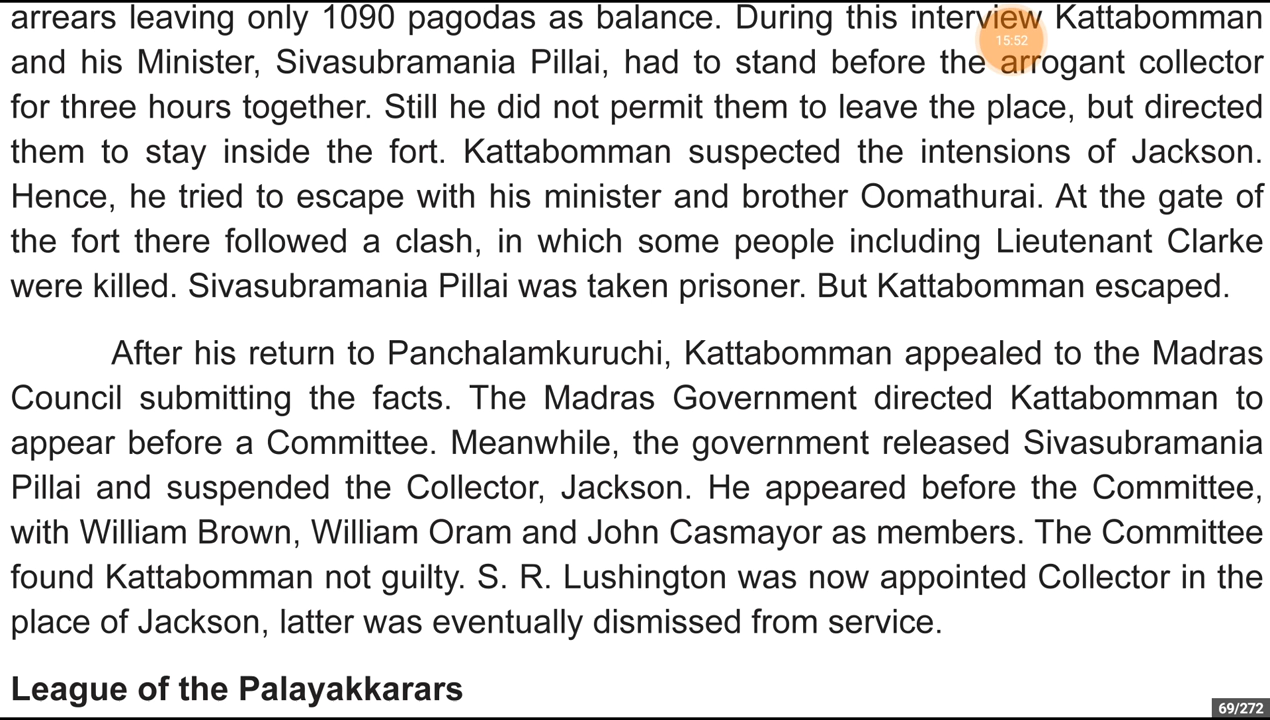 arrears leaving only 1090 pagodas as balance. During this interview Kattabomman
15:52
and his Minister, Sivasubramania Pillai, had to stand before the arrogant collector
for three hours together. Still he did not permit them to leave the place, but directed
them to stay inside the fort. Kattabomman suspected the intensions of Jackson.
Hence, he tried to escape with his minister and brother Oomathurai. At the gate of
the fort there followed a clash, in which some people including Lieutenant Clarke
were killed. Sivasubramania Pillai was taken prisoner. But Kattabomman escaped.
After his return to Panchalamkuruchi, Kattabomman appealed to the Madras
Council submitting the facts. The Madras Government directed Kattabomman to
appear before a Committee. Meanwhile, the government released Sivasubramania
Pillai and suspended the Collector, Jackson. He appeared before the Committee,
with William Brown, William Oram and John Casmayor as members. The Committee
found Kattabomman not guilty. S. R. Lushington was now appointed Collector in the
place of Jackson, latter was eventually dismissed from service.
League of the Palayakkarars
69/272